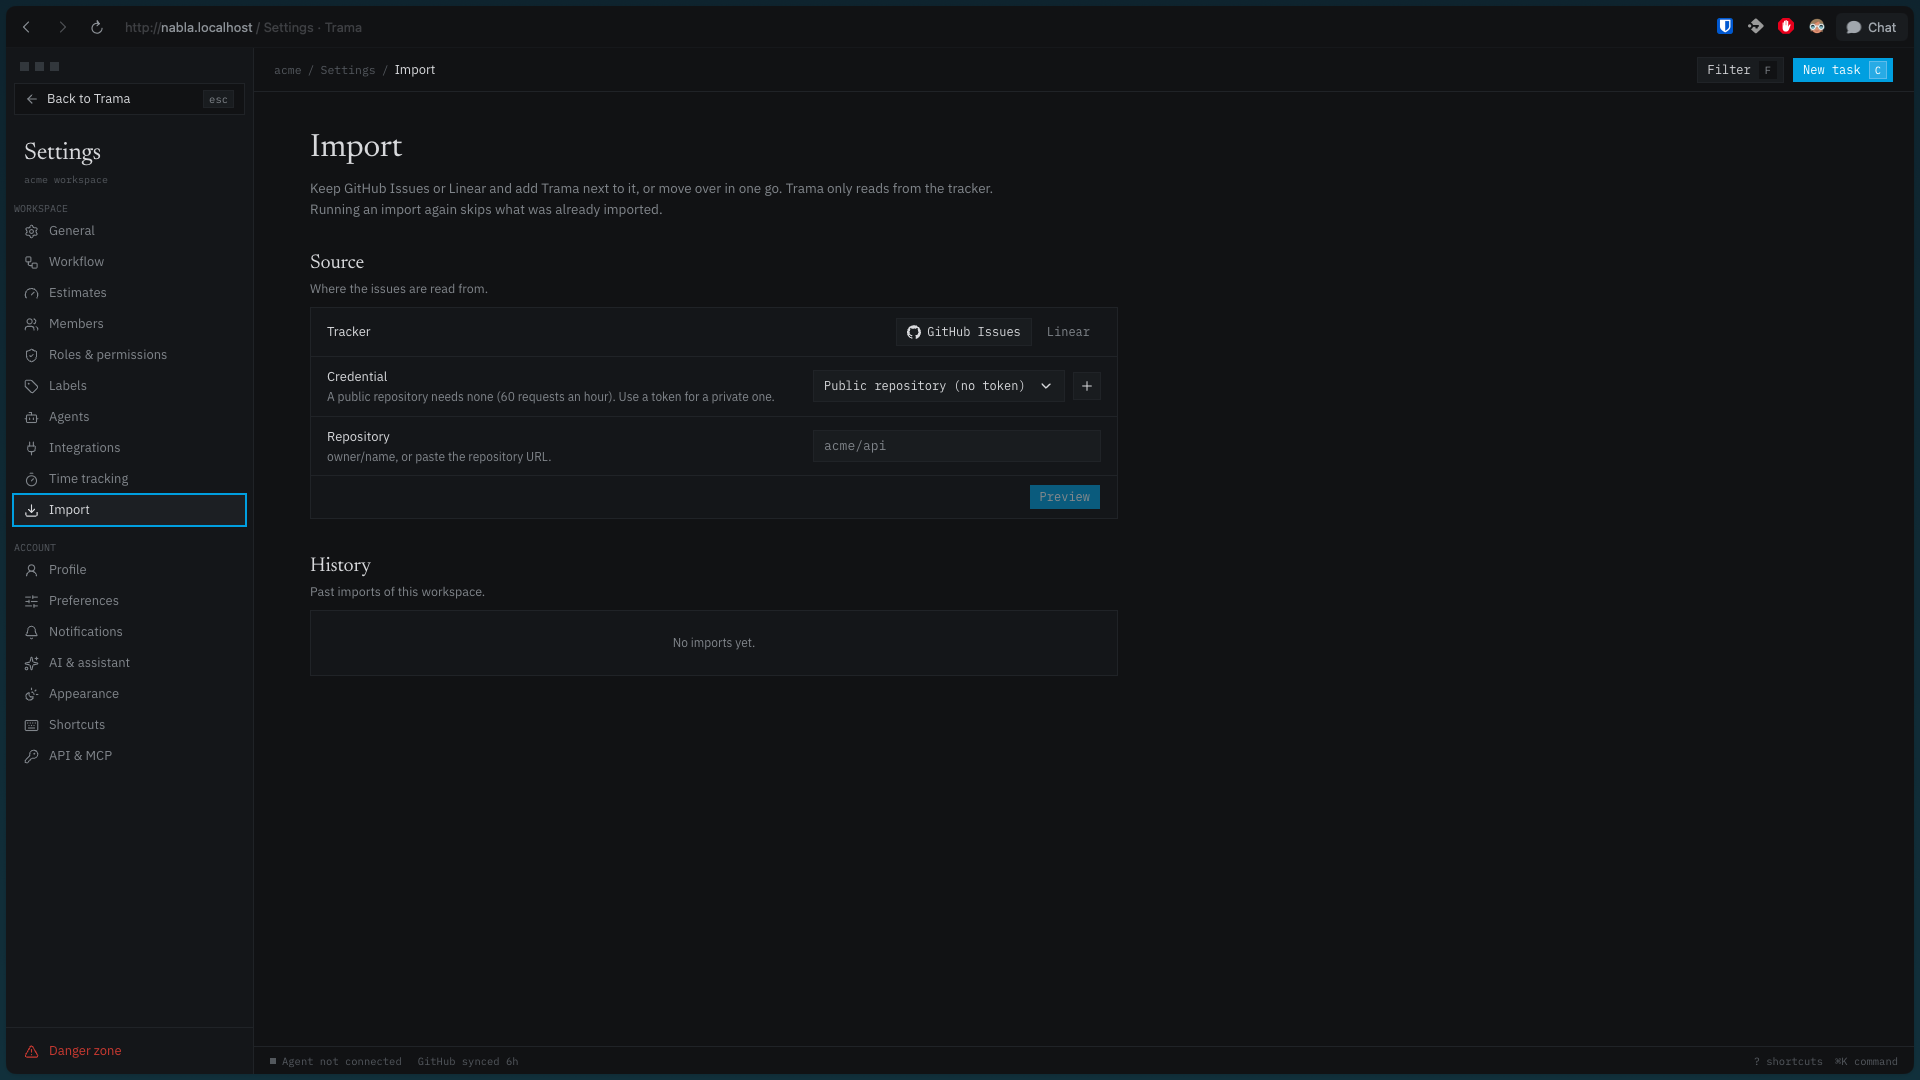 http://nabla.localhost / Settings · Trama
Chat
Back to Trama
esc
acme / Settings / Import
Filter F
New task C
Settings
acme workspace
WORKSPACE
General
Workflow
Estimates
Members
Roles & permissions
Labels
Agents
Integrations
Time tracking
Import
ACCOUNT
Profile
Preferences
Notifications
AI & assistant
Appearance
Shortcuts
API & MCP
Danger zone
Import
Keep GitHub Issues or Linear and add Trama next to it, or move over in one go. Trama only reads from the tracker.
Running an import again skips what was already imported.
Source
Where the issues are read from.
Tracker
GitHub Issues
Linear
Credential
A public repository needs none (60 requests an hour). Use a token for a private one.
Public repository (no token)
Repository
owner/name, or paste the repository URL.
acme/api
Preview
History
Past imports of this workspace.
No imports yet.
Agent not connected
GitHub synced 6h
? shortcuts
⌘K command